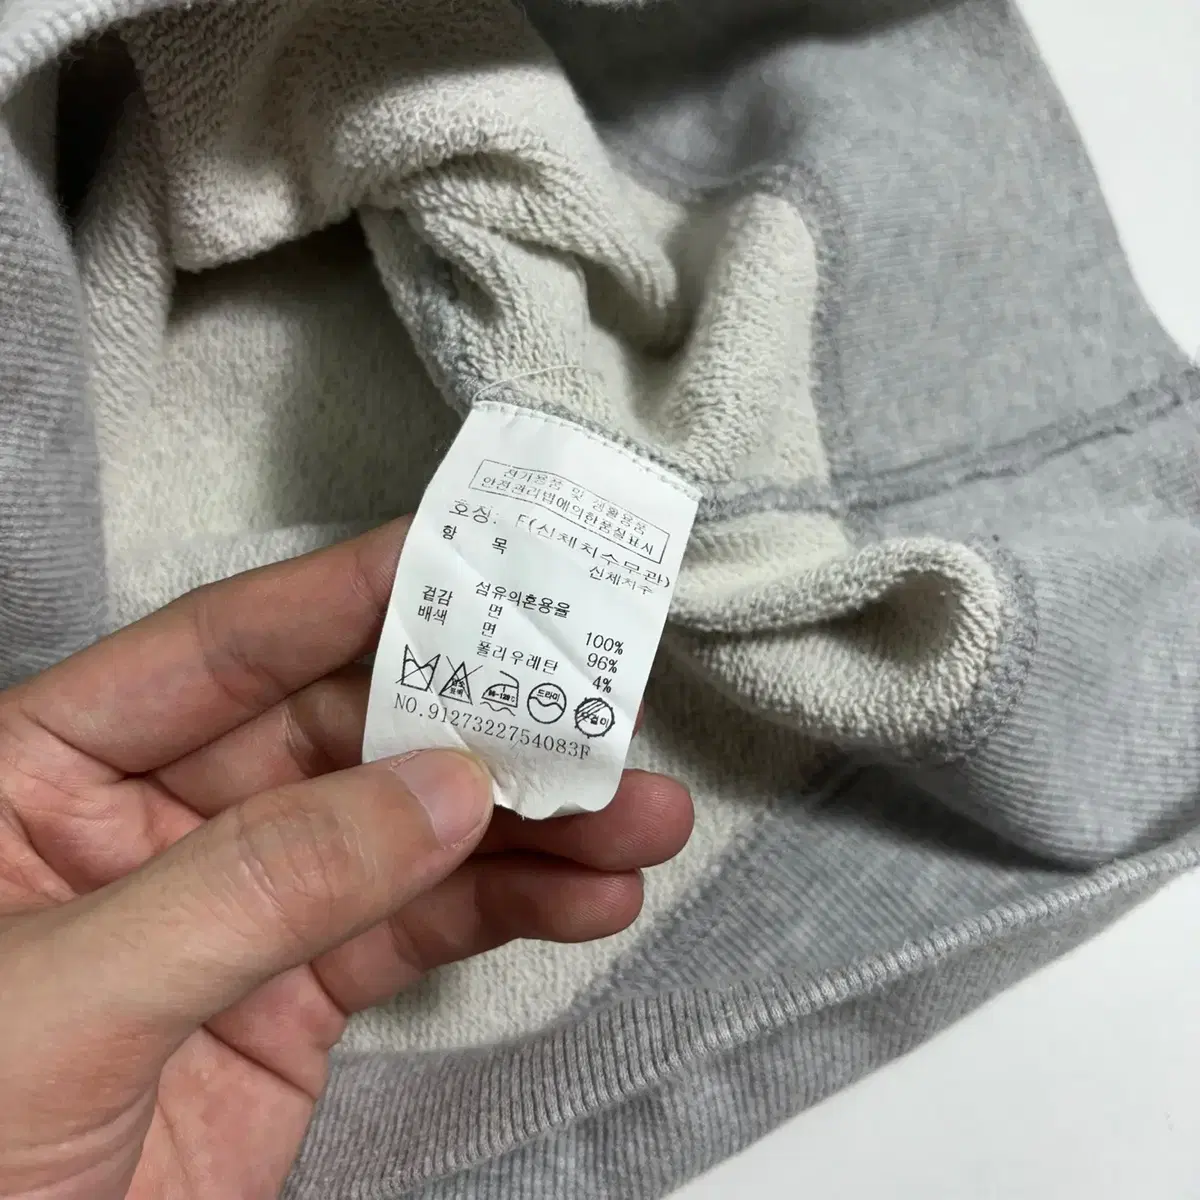 전기용품 및 생활용품
안전관리법에의한품질표시
호칭: F(신체치수무관)
항 목 신체치수
섬유의혼용율
겉감 면 100%
배색 면 96%
폴리우레탄 4%
드라이
NO.9127322754083F